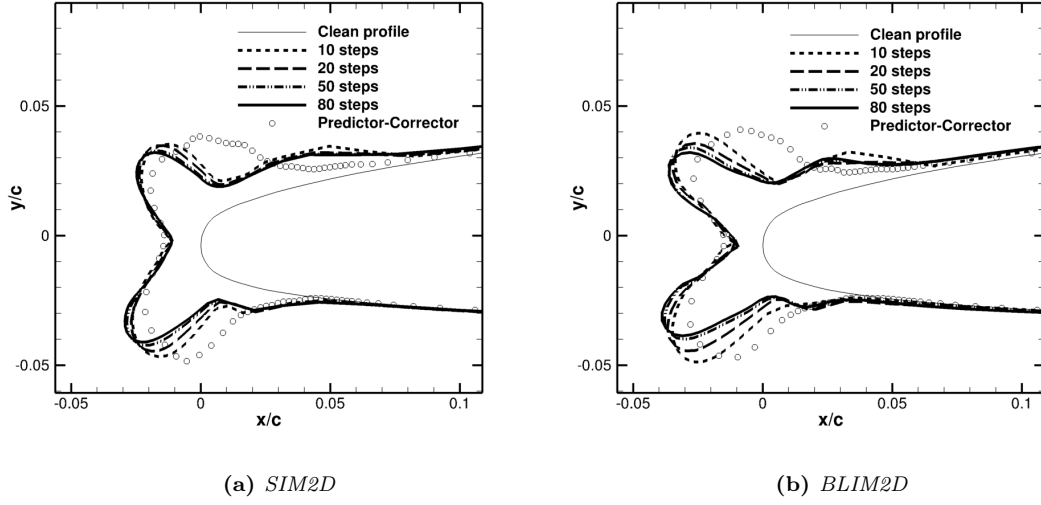 Clean profile
10 steps
20 steps
50 steps
80 steps
Predictor-Corrector
0.05
0
-0.05
y/c
-0.05
0
0.05
0.1
x/c
(a) SIM2D
Clean profile
10 steps
20 steps
50 steps
80 steps
Predictor-Corrector
0.05
0
-0.05
y/c
-0.05
0
0.05
0.1
x/c
(b) BLIM2D